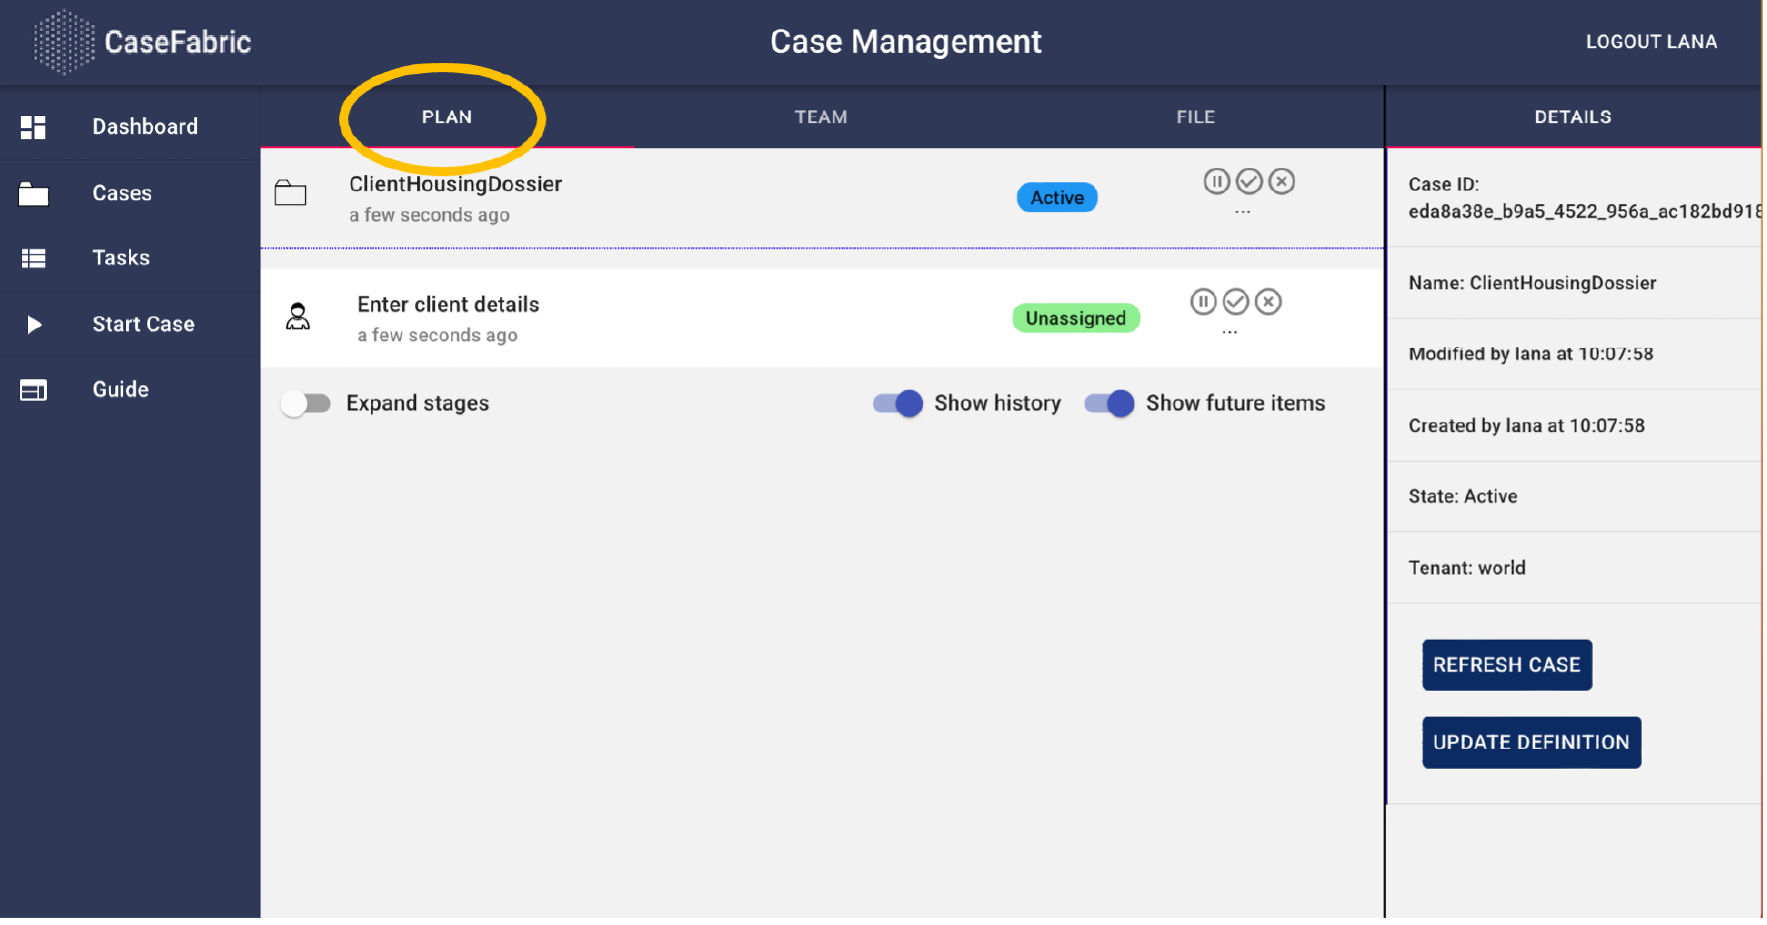 CaseFabric
Case Management
LOGOUT LANA
Dashboard
Cases
Tasks
Start Case
Guide
PLAN
TEAM
FILE
DETAILS
ClientHousingDossier
a few seconds ago
Active
...
Enter client details
a few seconds ago
Unassigned
...
Expand stages
Show history
Show future items
Case ID:
eda8a38e_b9a5_4522_956a_ac182bd918
Name: ClientHousingDossier
Modified by lana at 10:07:58
Created by lana at 10:07:58
State: Active
Tenant: world
REFRESH CASE
UPDATE DEFINITION